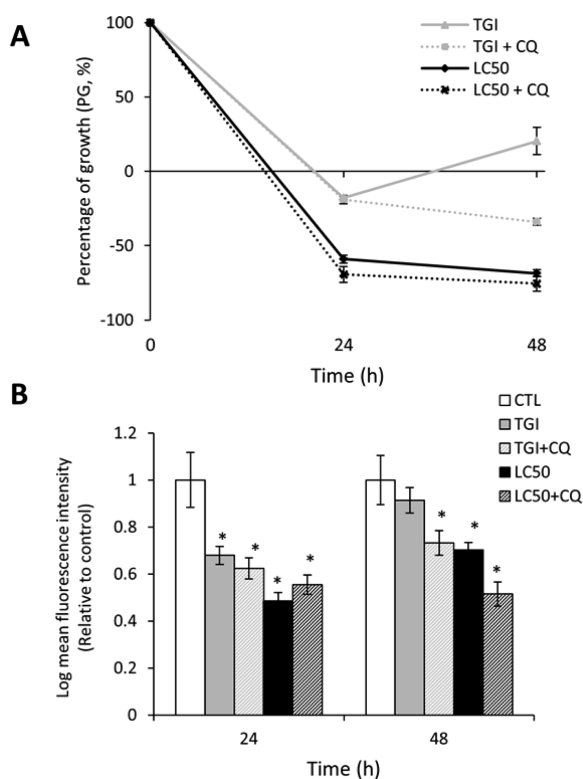 A
Percentage of growth (PG, %)
100
50
0
-50
-100
TGI
TGI + CQ
LC50
LC50 + CQ
0
24
48
Time (h)
B
Log mean fluorescence intensity
(Relative to control)
1.2
1
0.8
0.6
0.4
0.2
0
CTL
TGI
TGI+CQ
LC50
LC50+CQ
*
*
*
*
*
*
*
24
48
Time (h)